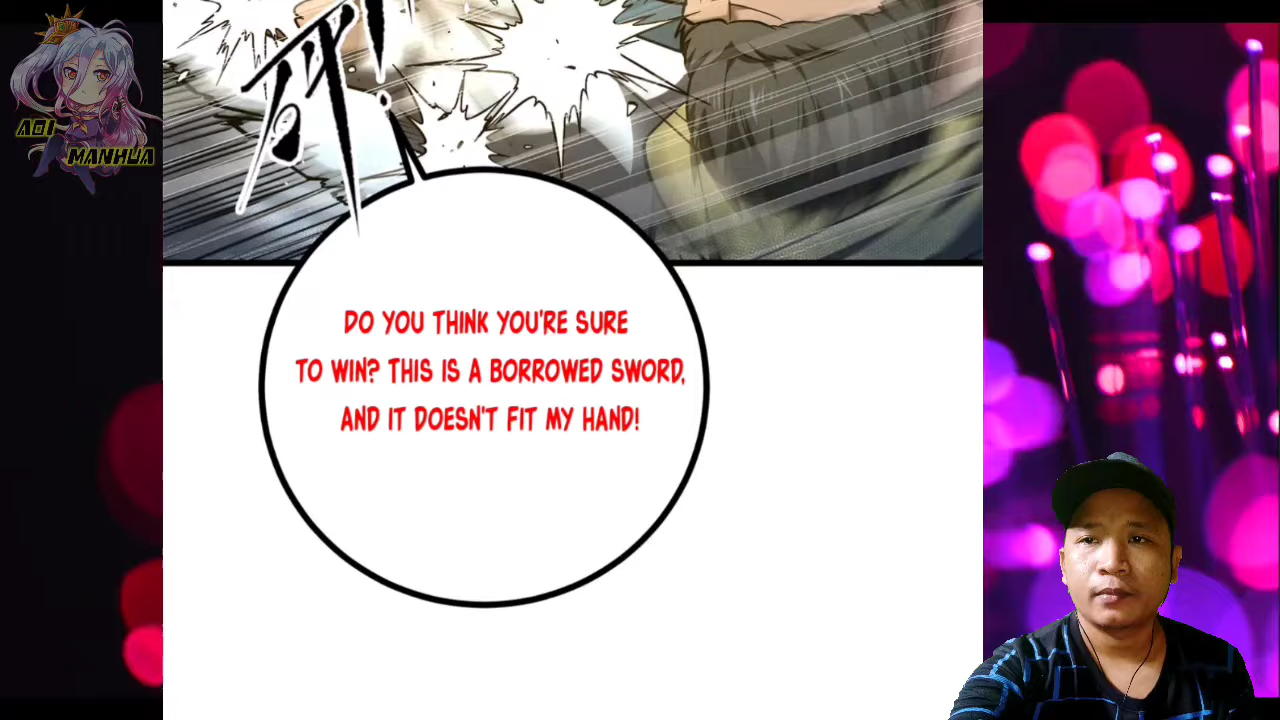 AOI
MANHUA
DO YOU THINK YOU'RE SURE
TO WIN? THIS IS A BORROWED SWORD,
AND IT DOESN'T FIT MY HAND!